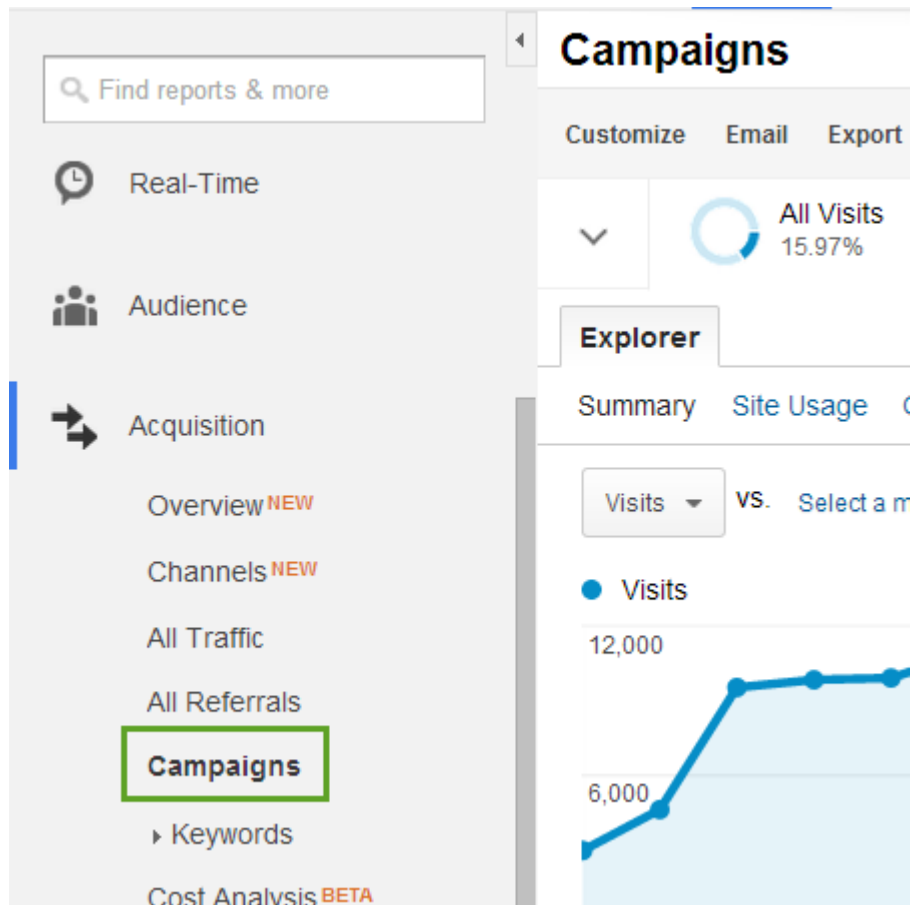 Find reports & more
Real-Time
Audience
Acquisition
Overview NEW
Channels NEW
All Traffic
All Referrals
Campaigns
Keywords
Cost Analysis BETA
Campaigns
Customize Email Export
All Visits
15.97%
Explorer
Summary Site Usage
Visits vs. Select a
Visits
12,000
6,000